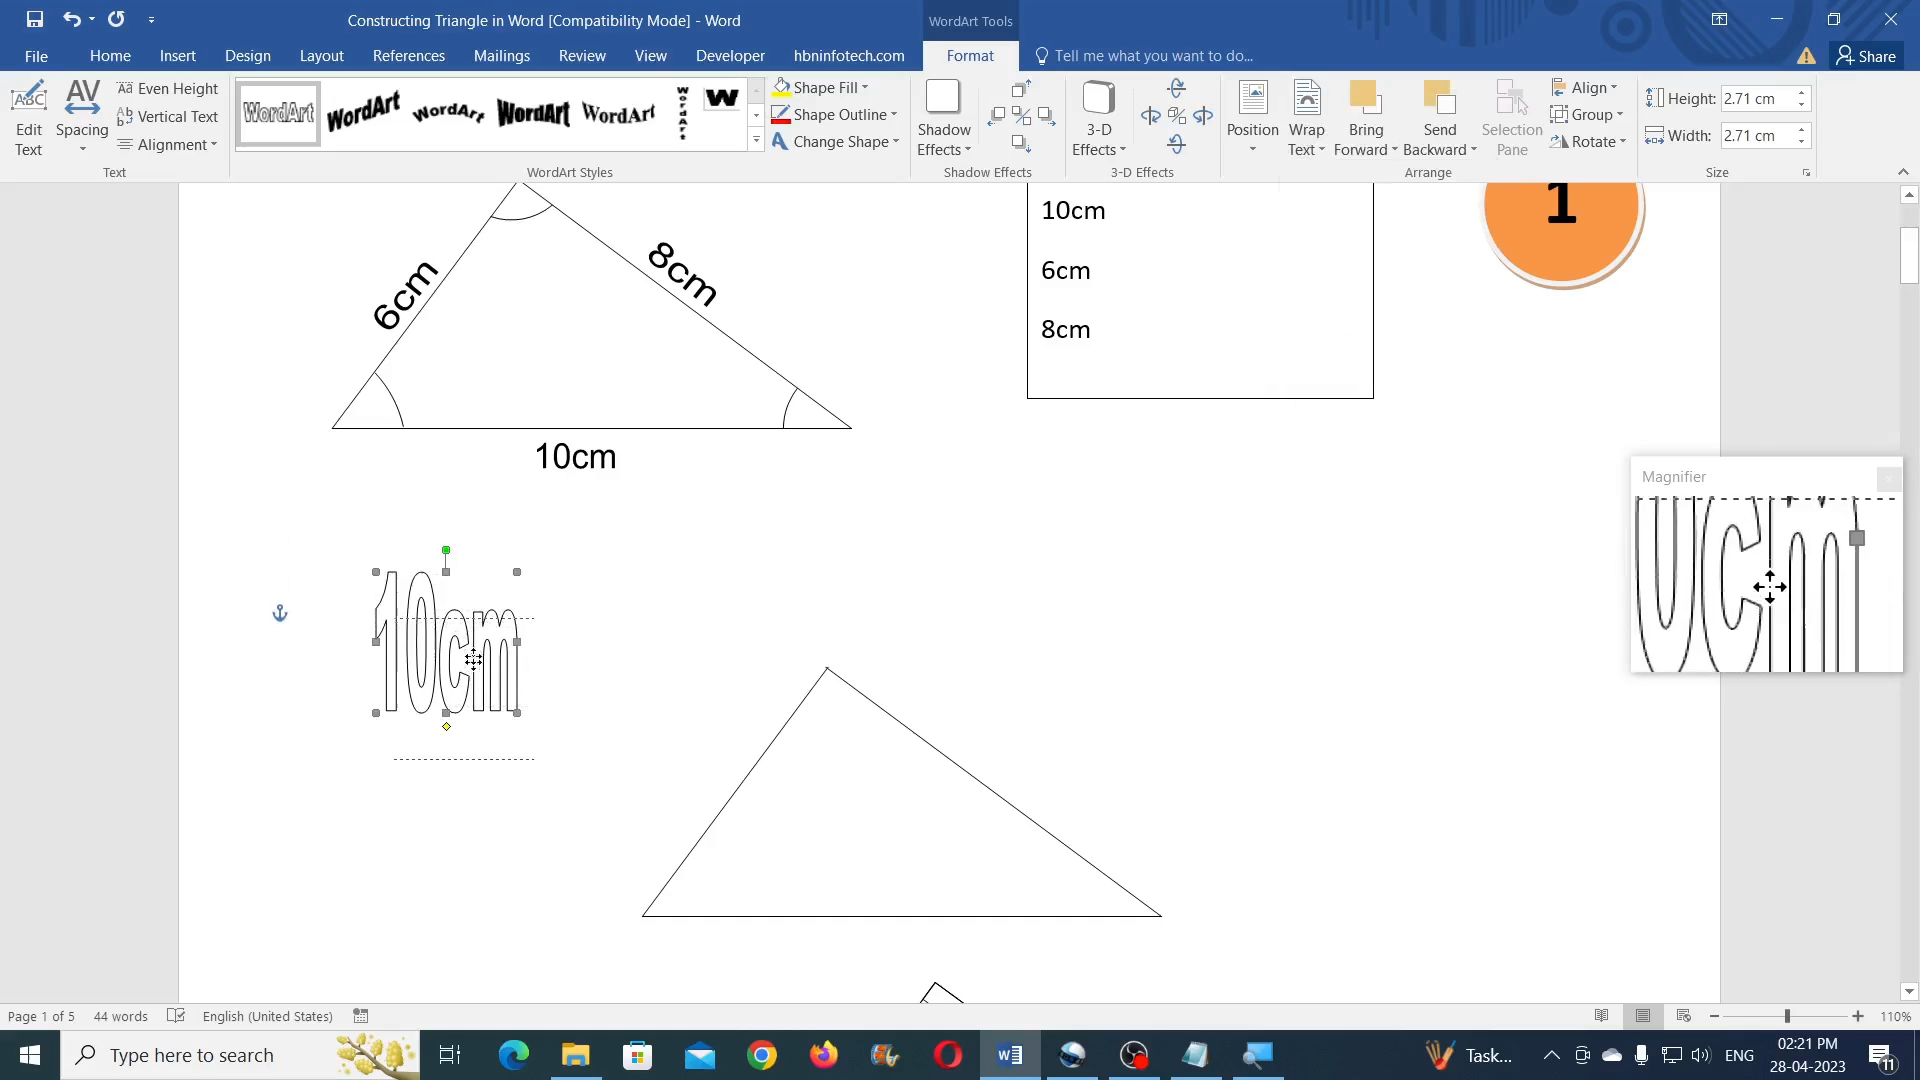 Constructing Triangle in Word [Compatibility Mode] - Word
WordArt Tools
File
Home
Insert
Design
Layout
References
Mailings
Review
View
Developer
hbninfotech.com
Format
Tell me what you want to do...
Share
Edit Text
Spacing
Even Height
Vertical Text
Alignment
Text
WordArt
WordArt
WordArt
WordArt
WordArt
WordArt
W
WordArt Styles
Shape Fill
Shape Outline
Change Shape
Shadow Effects
Shadow Effects
3-D Effects
3-D Effects
Position
Wrap Text
Bring Forward
Send Backward
Selection Pane
Align
Group
Rotate
Arrange
Height: 2.71 cm
Width: 2.71 cm
Size
6cm
8cm
10cm
10cm
6cm
8cm
1
10cm
Magnifier
0cm
Page 1 of 5
44 words
English (United States)
110%
Type here to search
Task...
ENG
02:21 PM
28-04-2023
11